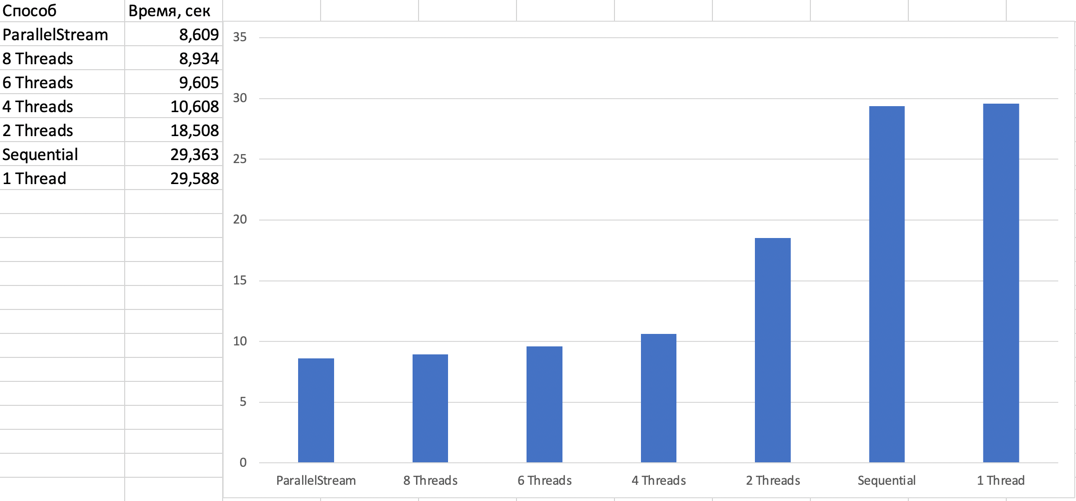 Способ Время, сек
ParallelStream 8,609
8 Threads 8,934
6 Threads 9,605
4 Threads 10,608
2 Threads 18,508
Sequential 29,363
1 Thread 29,588
35
30
25
20
15
10
5
0
ParallelStream 8 Threads 6 Threads 4 Threads 2 Threads Sequential 1 Thread